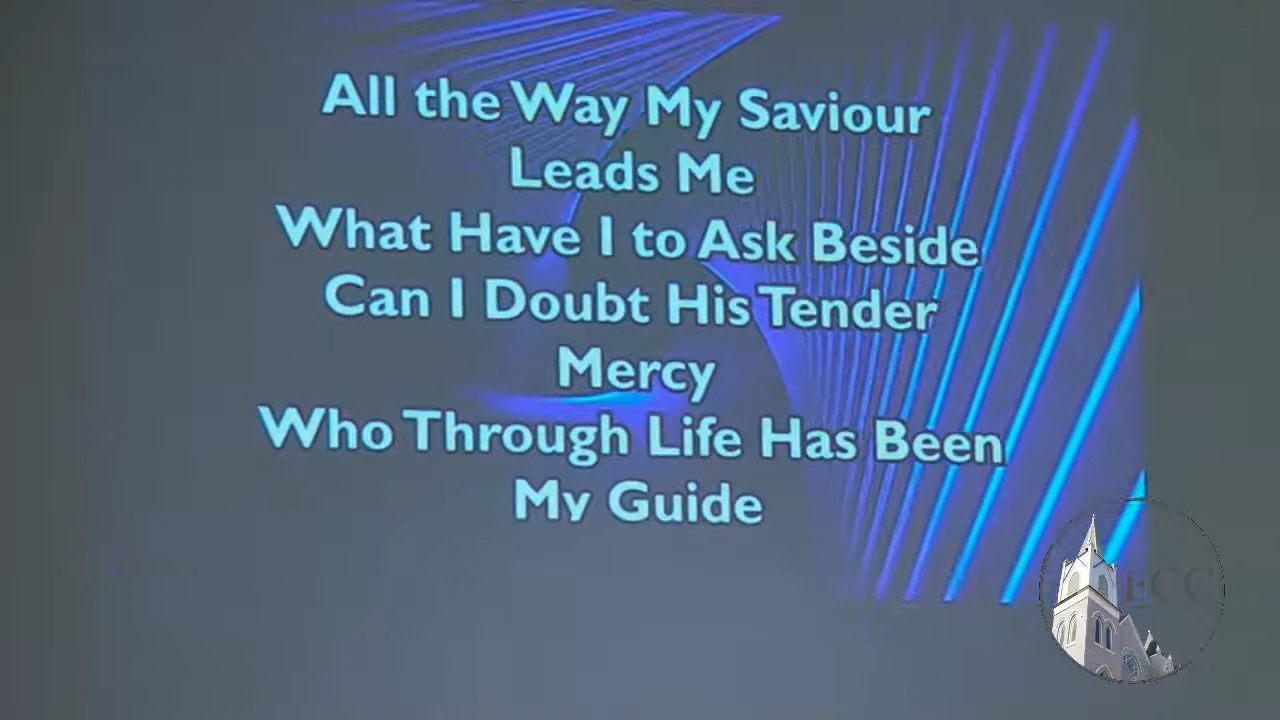 All the Way My Saviour
Leads Me
What Have I to Ask Beside
Can I Doubt His Tender
Mercy
Who Through Life Has Been
My Guide